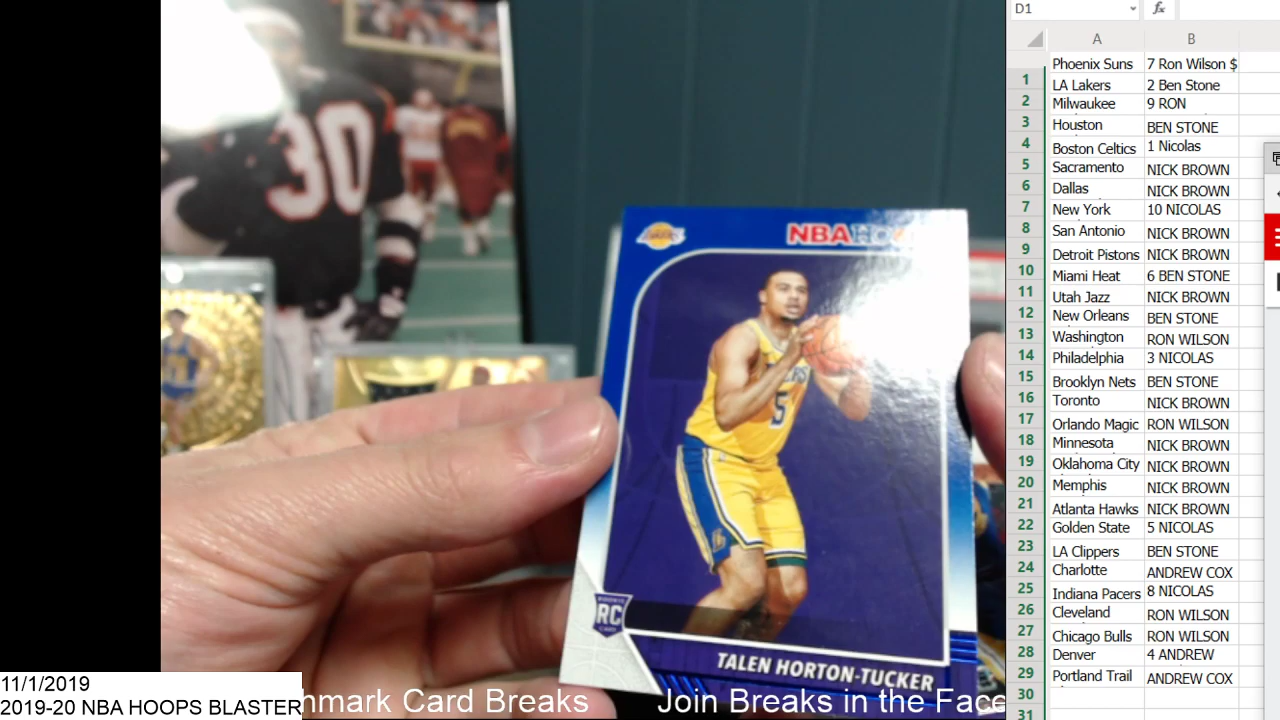 D1
fx
A B
Phoenix Suns 7 Ron Wilson $
1 LA Lakers 2 Ben Stone
2 Milwaukee 9 RON
3 Houston BEN STONE
4 Boston Celtics 1 Nicolas
5 Sacramento NICK BROWN
6 Dallas NICK BROWN
7 New York 10 NICOLAS
8 San Antonio NICK BROWN
9 Detroit Pistons NICK BROWN
10 Miami Heat 6 BEN STONE
11 Utah Jazz NICK BROWN
12 New Orleans BEN STONE
13 Washington RON WILSON
14 Philadelphia 3 NICOLAS
15 Brooklyn Nets BEN STONE
16 Toronto NICK BROWN
17 Orlando Magic RON WILSON
18 Minnesota NICK BROWN
19 Oklahoma City NICK BROWN
20 Memphis NICK BROWN
21 Atlanta Hawks NICK BROWN
22 Golden State 5 NICOLAS
23 LA Clippers BEN STONE
24 Charlotte ANDREW COX
25 Indiana Pacers 8 NICOLAS
26 Cleveland RON WILSON
27 Chicago Bulls RON WILSON
28 Denver 4 ANDREW
29 Portland Trail ANDREW COX
30
31
30
LAKERS
NBA
5
ROOKIE
RC
CARD
TALEN HORTON-TUCKER
11/1/2019
2019-20 NBA HOOPS BLASTER
hmark Card Breaks Join Breaks in the Face